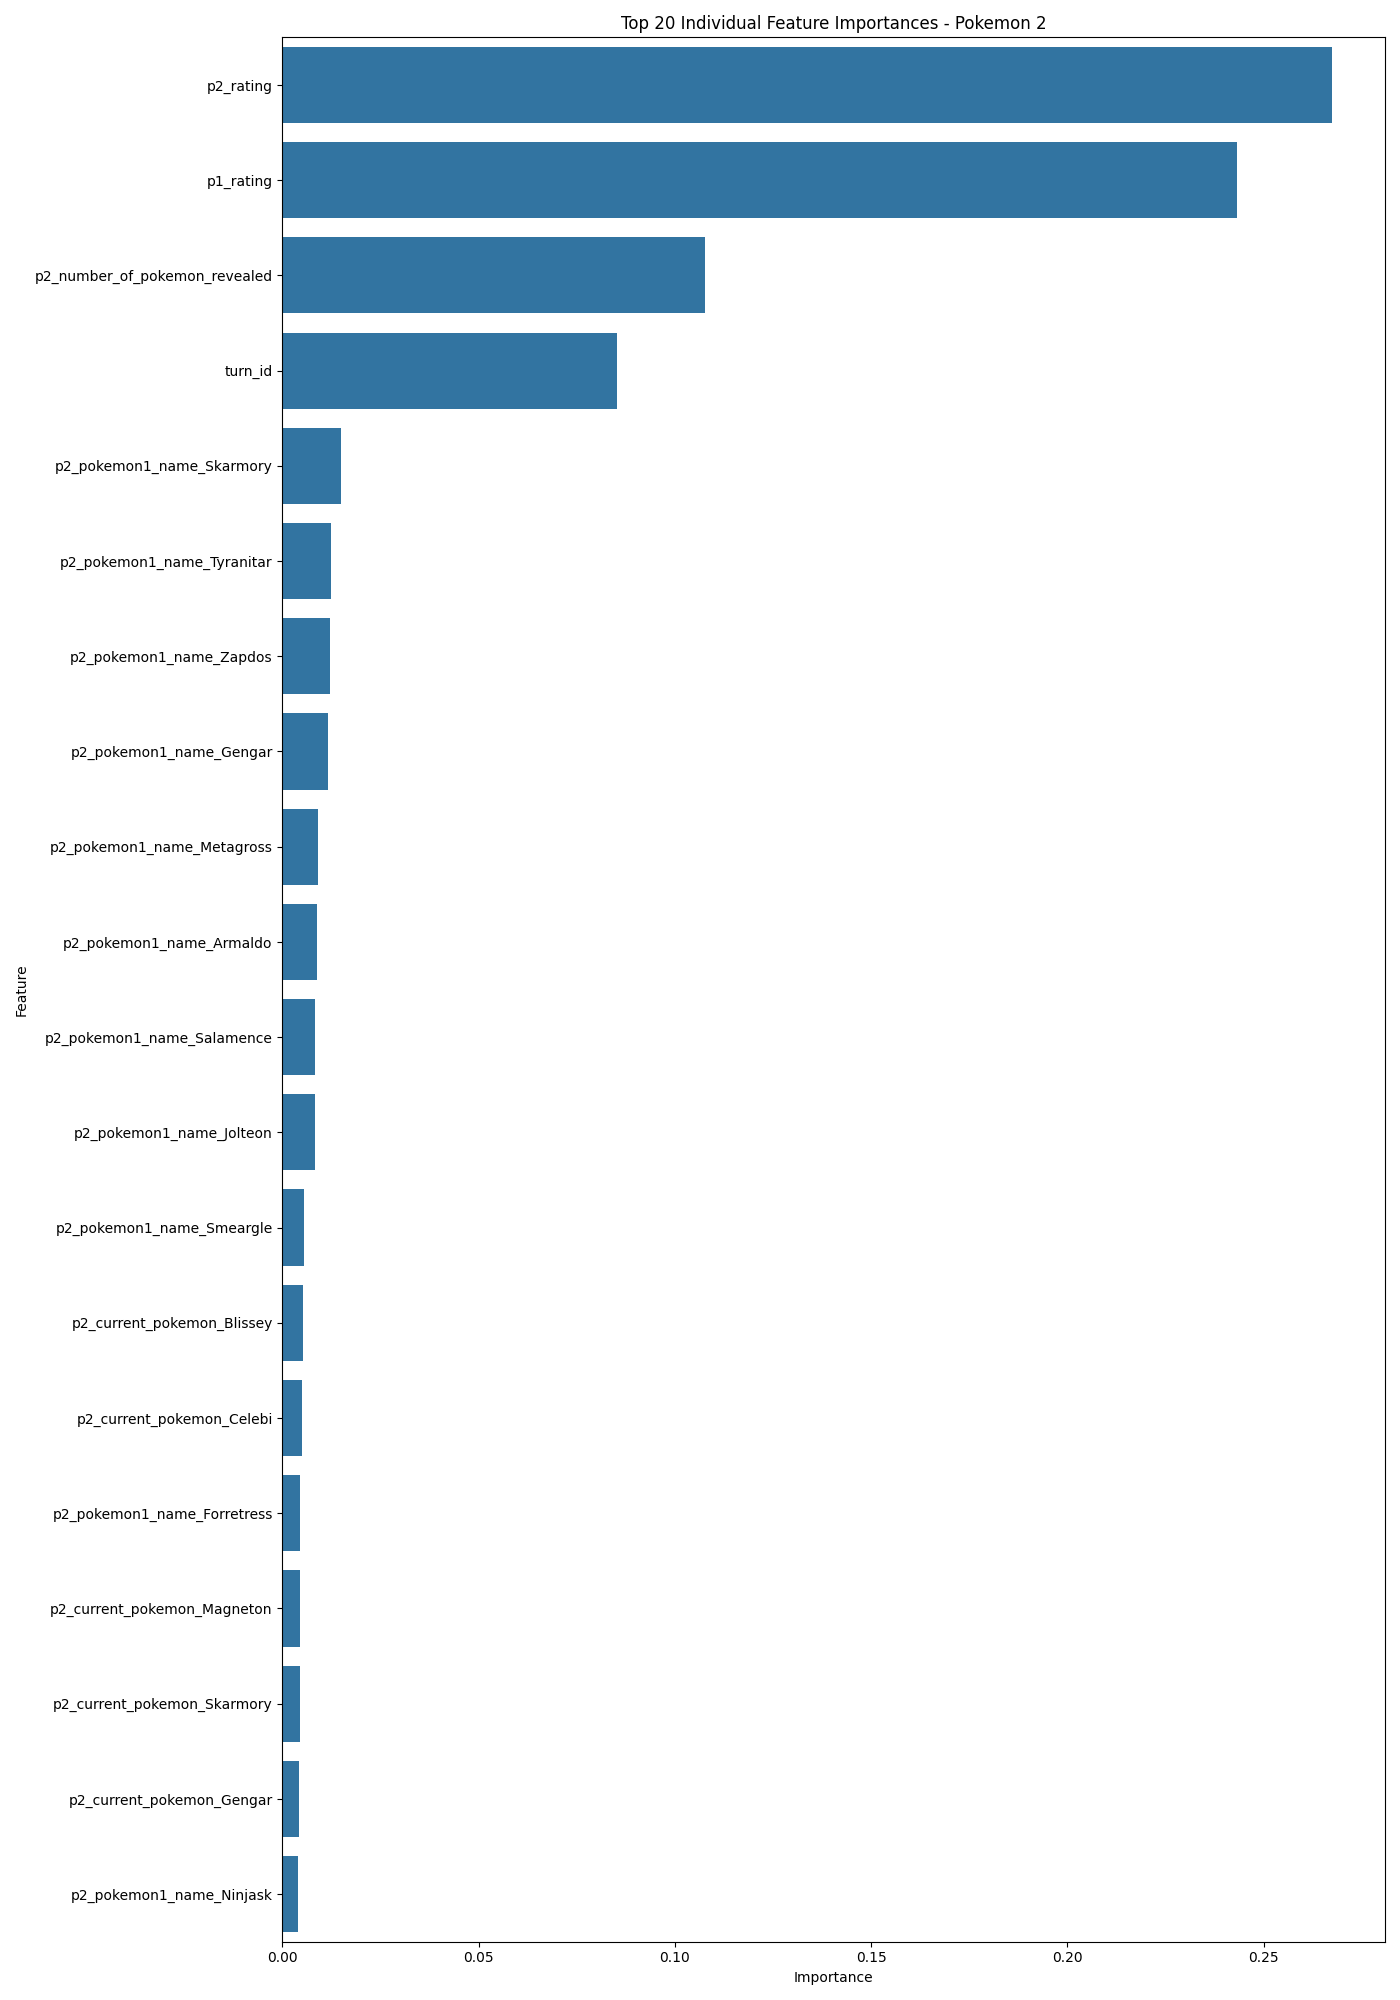 Top 20 Individual Feature Importances - Pokemon 2
p2_rating
p1_rating
p2_number_of_pokemon_revealed
turn_id
p2_pokemon1_name_Skarmory
p2_pokemon1_name_Tyranitar
p2_pokemon1_name_Zapdos
p2_pokemon1_name_Gengar
p2_pokemon1_name_Metagross
p2_pokemon1_name_Armaldo
p2_pokemon1_name_Salamence
p2_pokemon1_name_Jolteon
p2_pokemon1_name_Smeargle
p2_current_pokemon_Blissey
p2_current_pokemon_Celebi
p2_pokemon1_name_Forretress
p2_current_pokemon_Magneton
p2_current_pokemon_Skarmory
p2_current_pokemon_Gengar
p2_pokemon1_name_Ninjask
Feature
0.00 0.05 0.10 0.15 0.20 0.25
Importance